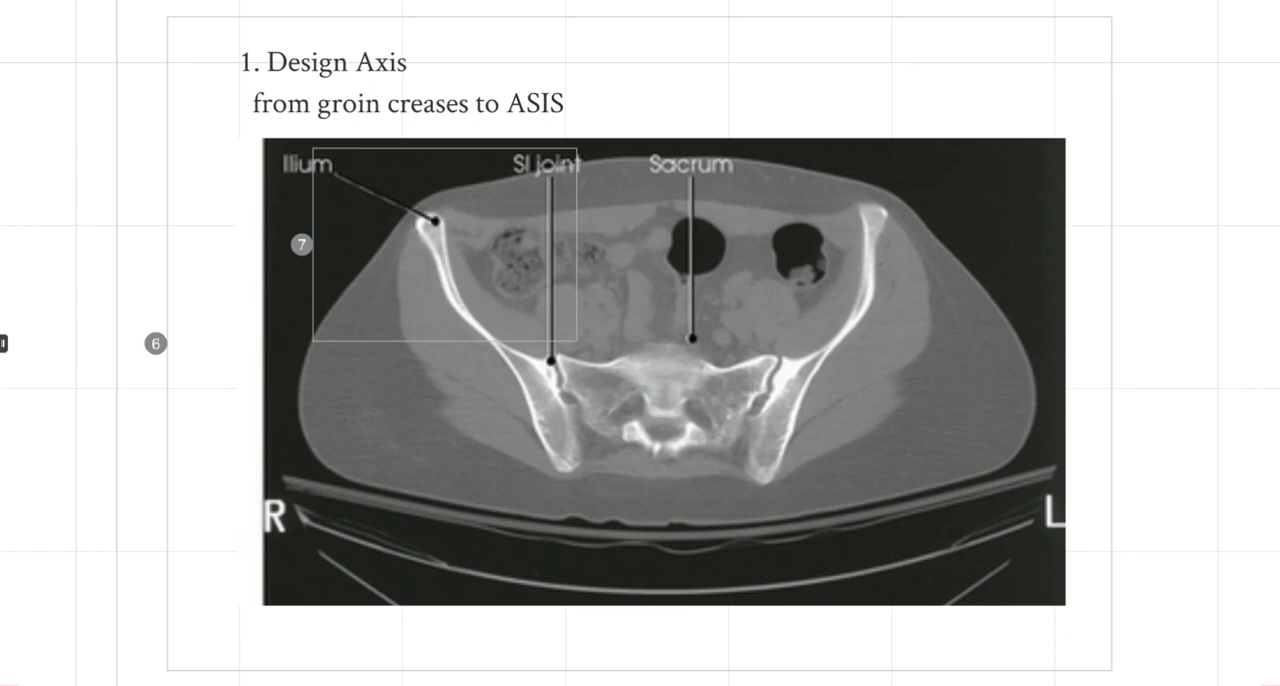 1. Design Axis
from groin creases to ASIS
Ilium SI joint Sacrum
7
6
R L